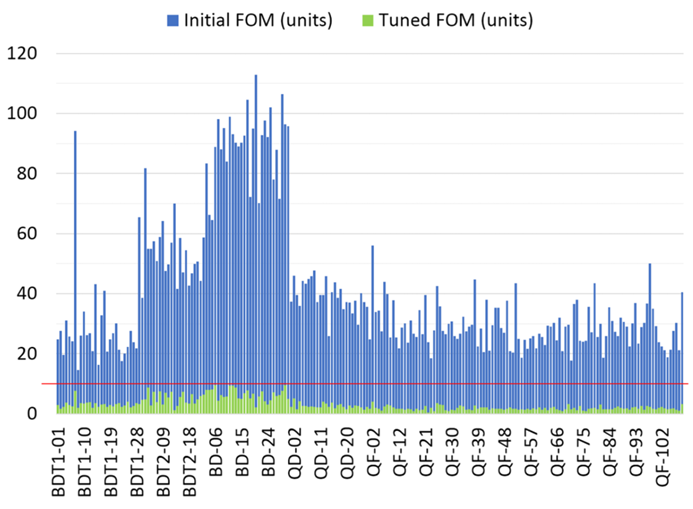 Initial FOM (units) Tuned FOM (units)
120
100
80
60
40
20
0
BDT1-01
BDT1-10
BDT1-19
BDT1-28
BDT2-09
BDT2-18
BD-06
BD-15
BD-24
QD-02
QD-11
QD-20
QF-03
QF-12
QF-21
QF-30
QF-39
QF-48
QF-57
QF-66
QF-75
QF-84
QF-93
QF-102